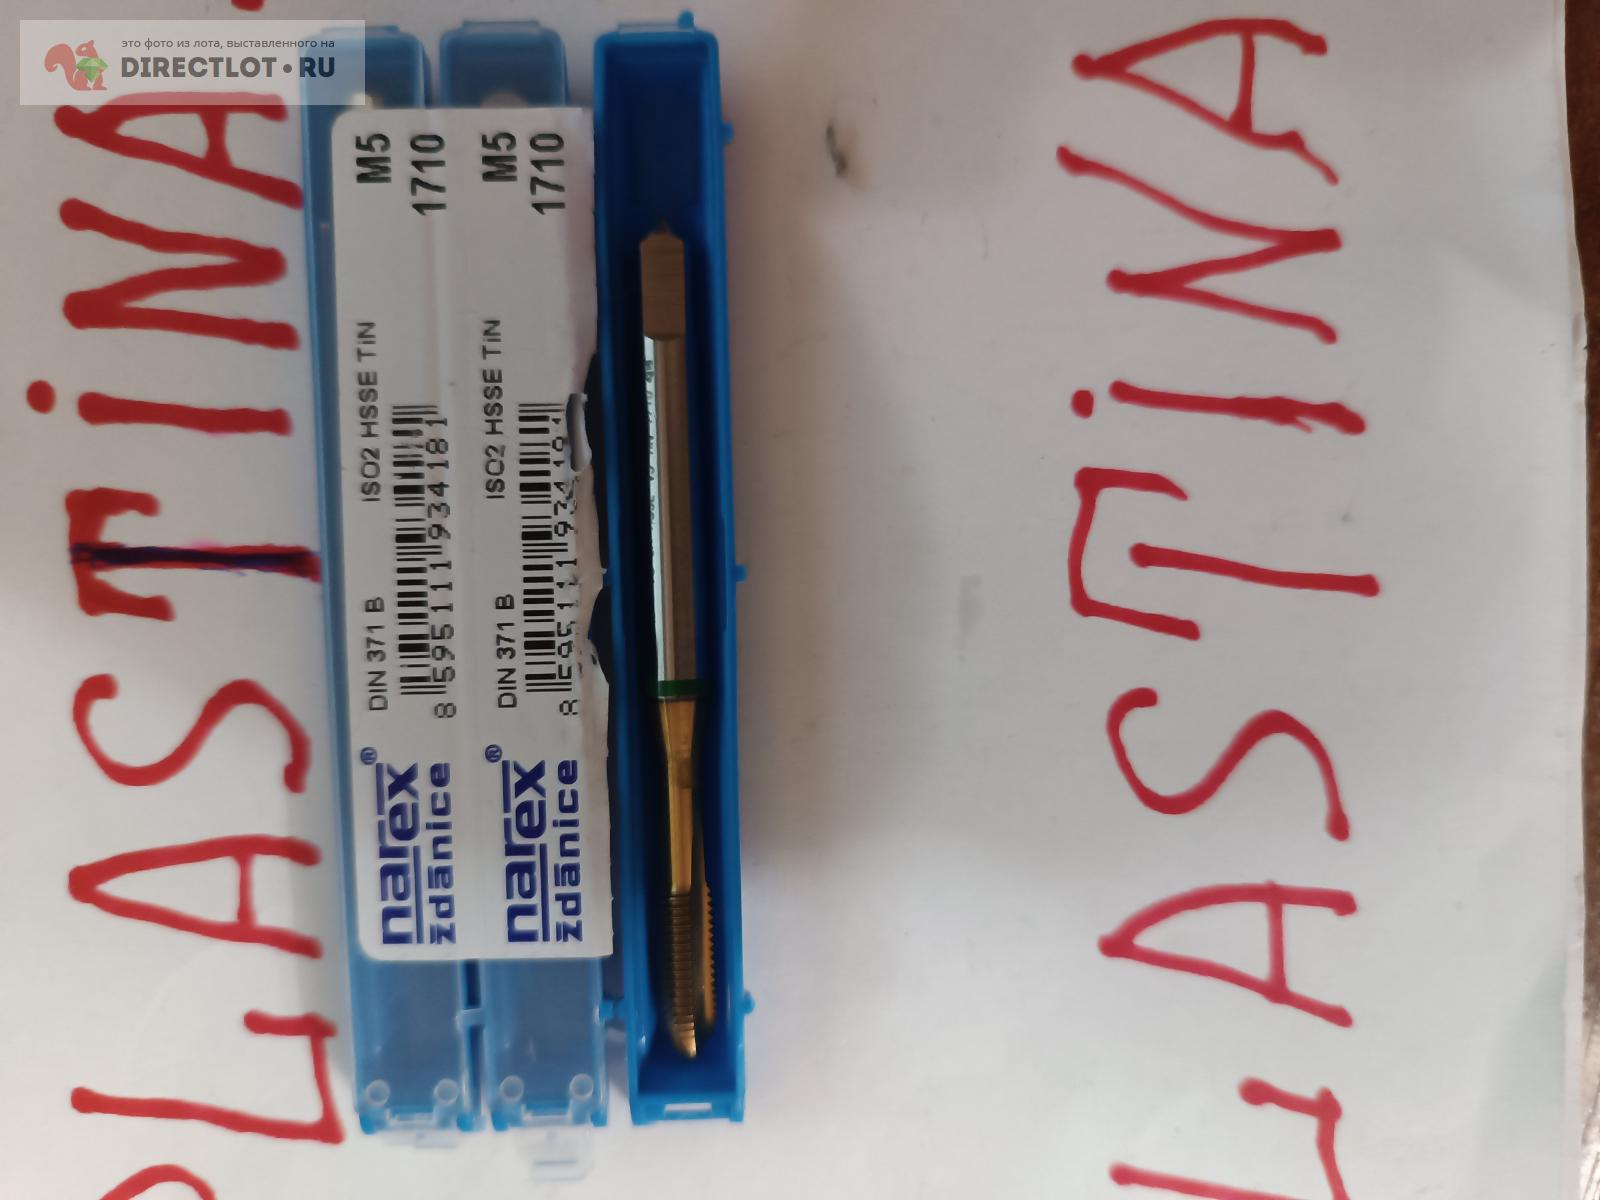 это фото из лота, выставленного на
DIRECTLOT.RU
PLASTiNA
narex®
ždánice
DIN 371 B
ISO2 HSSE TiN
M5
1710
8 595111 934181
narex®
ždánice
DIN 371 B
ISO2 HSSE TiN
M5
1710
LASTiNA